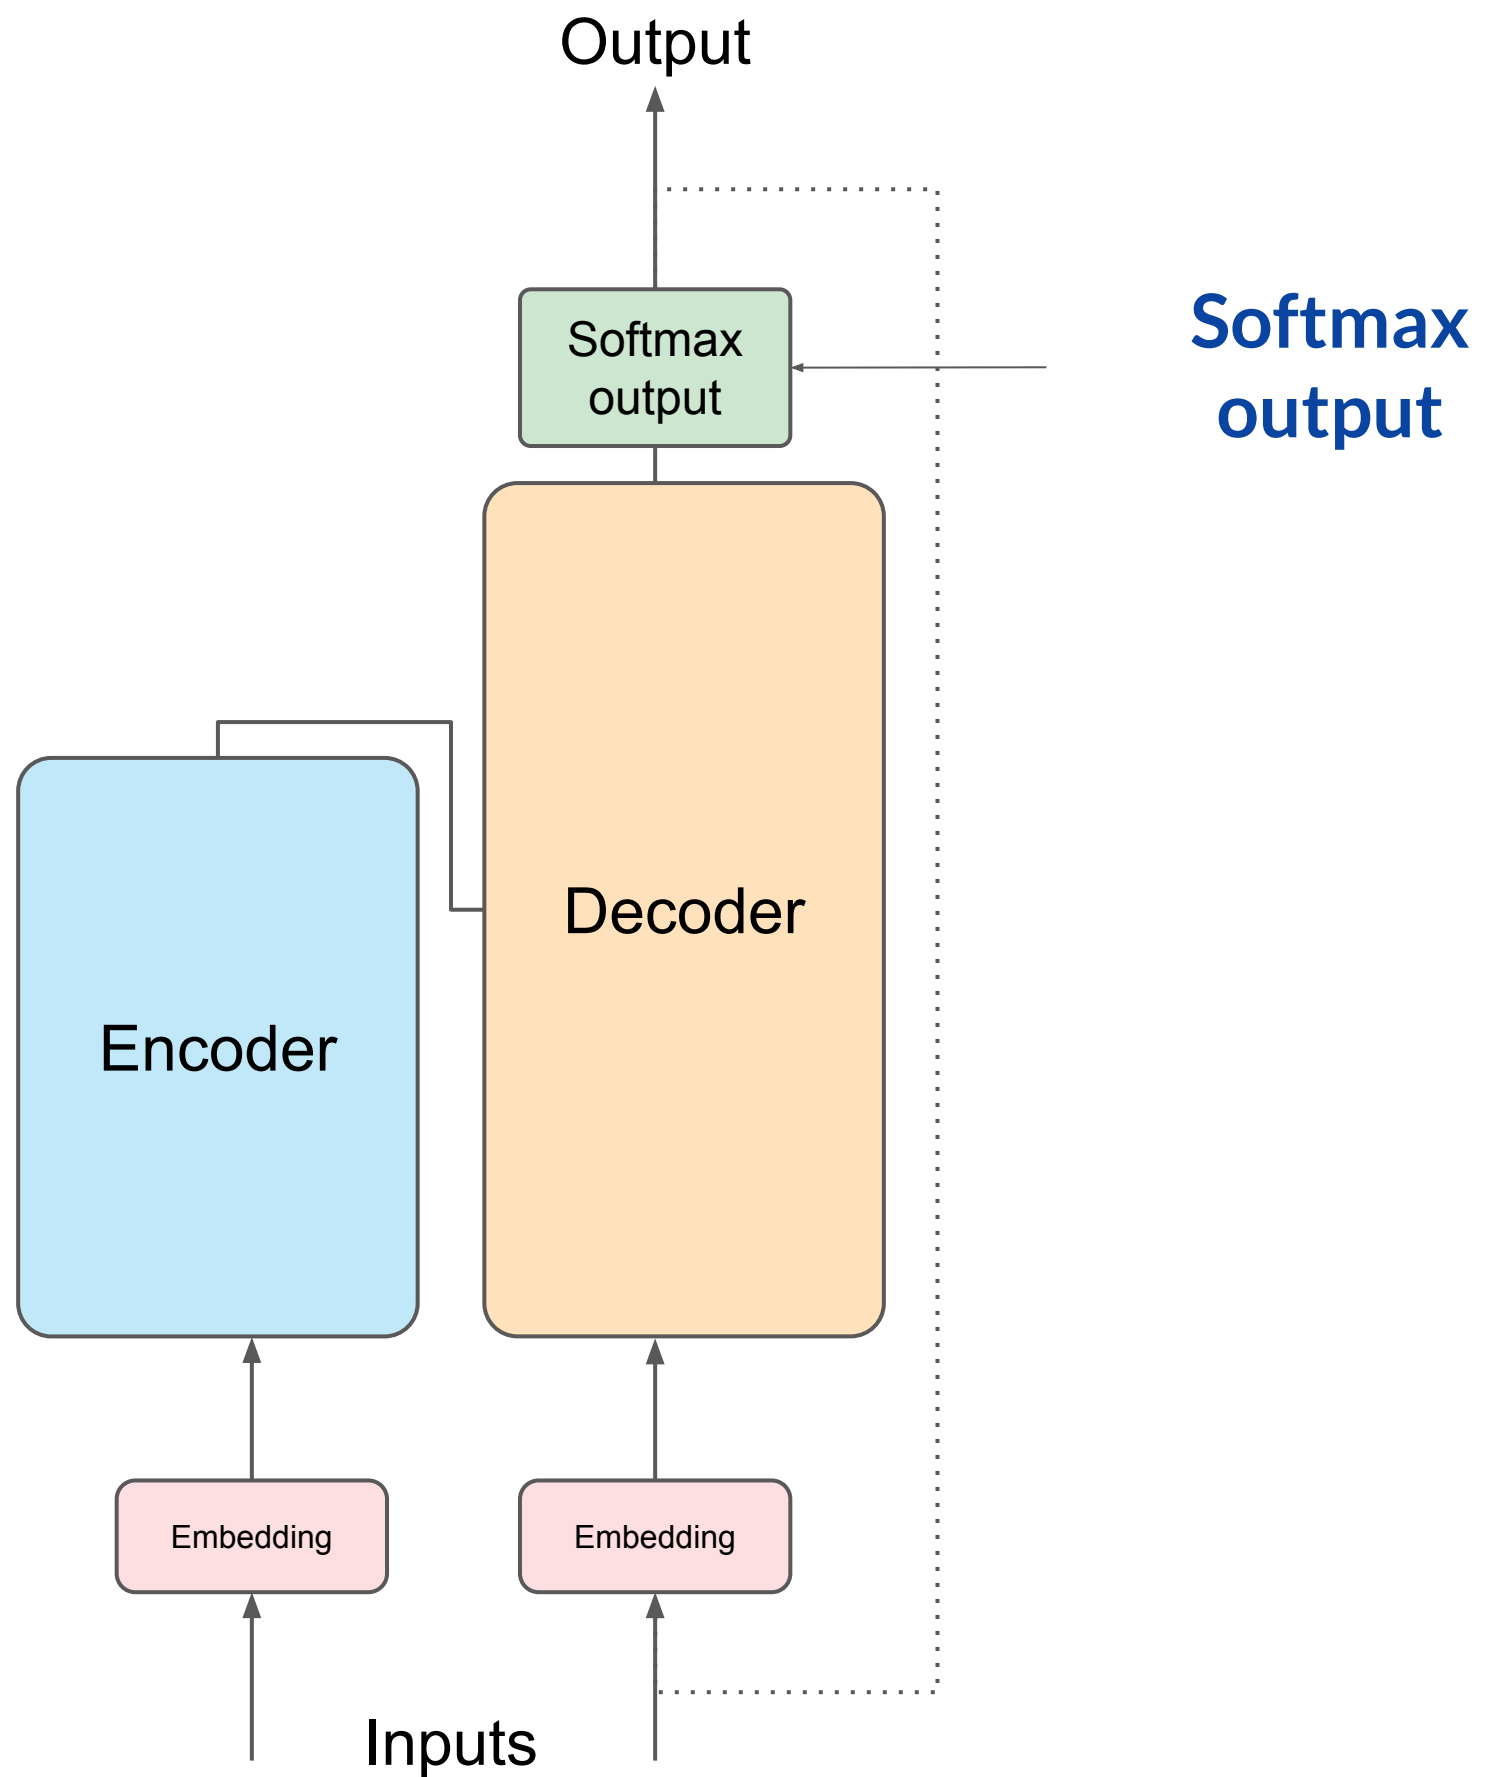 Output
Softmax
output
Softmax
output
Decoder
Encoder
Embedding
Embedding
Inputs